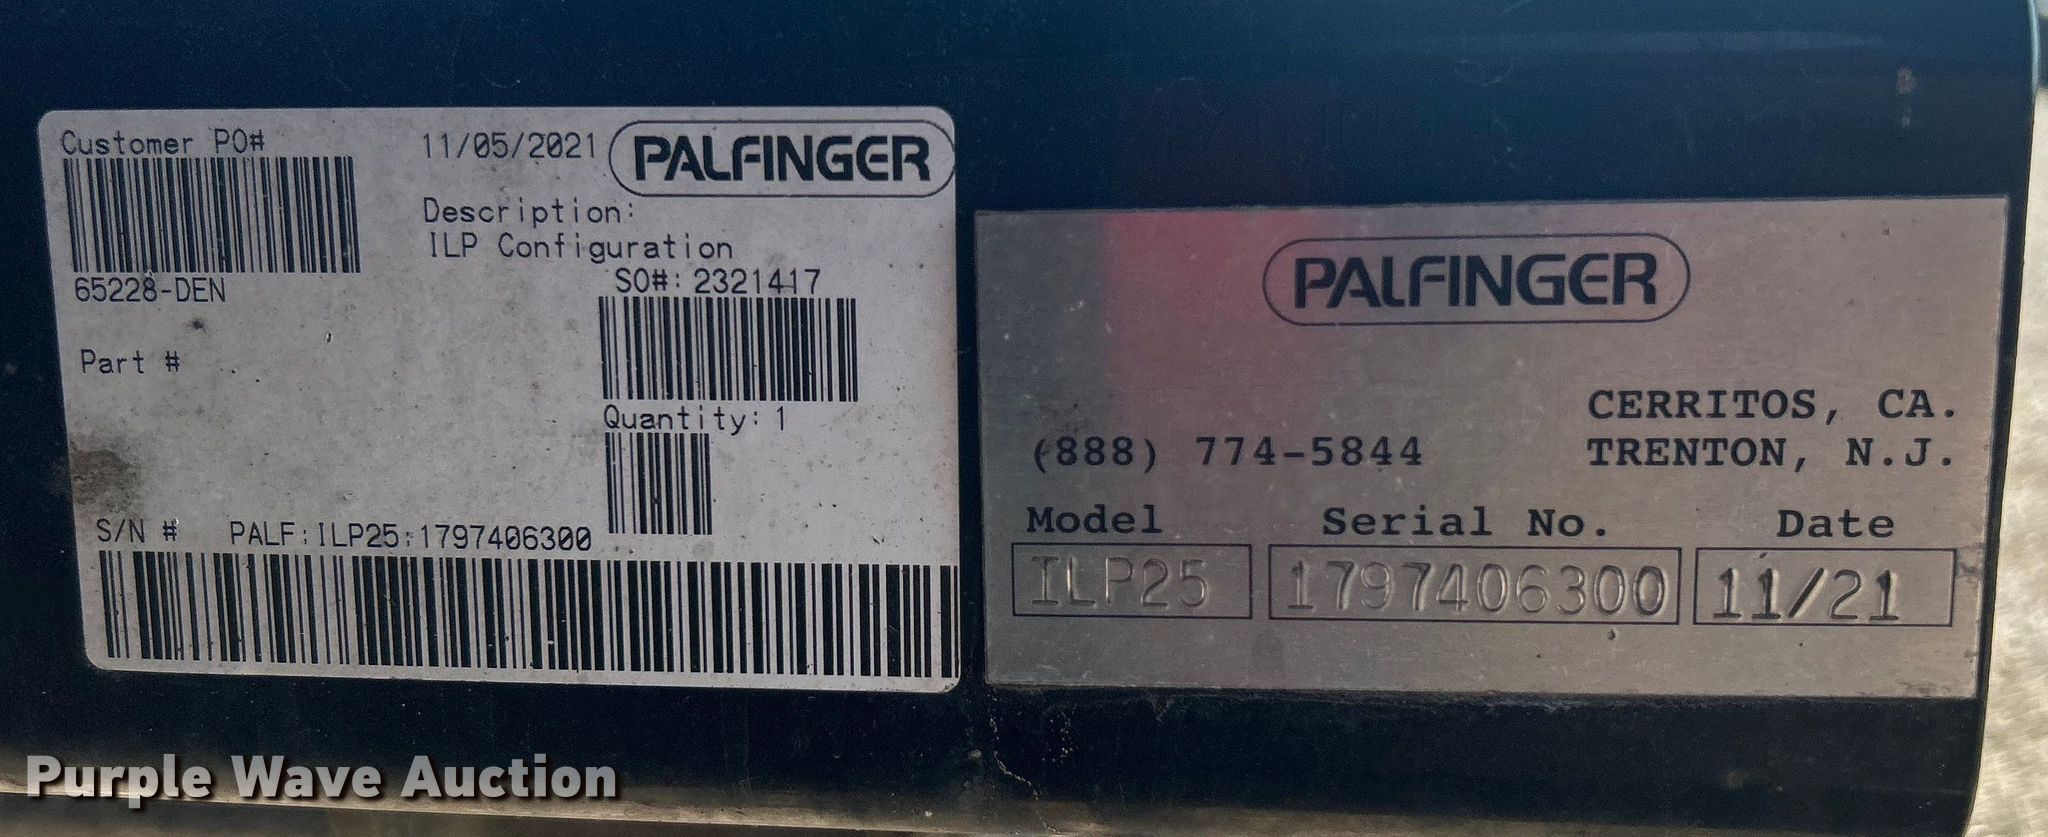 Customer PO#
11/05/2021
PALFINGER
65228-DEN
Description:
ILP Configuration
SO#: 2321417
Part #
Quantity: 1
S/N # PALF:ILP25:1797406300
PALFINGER
CERRITOS, CA.
(888) 774-5844 TRENTON, N.J.
Model Serial No. Date
ILP25 1797406300 11/21
Purple Wave Auction